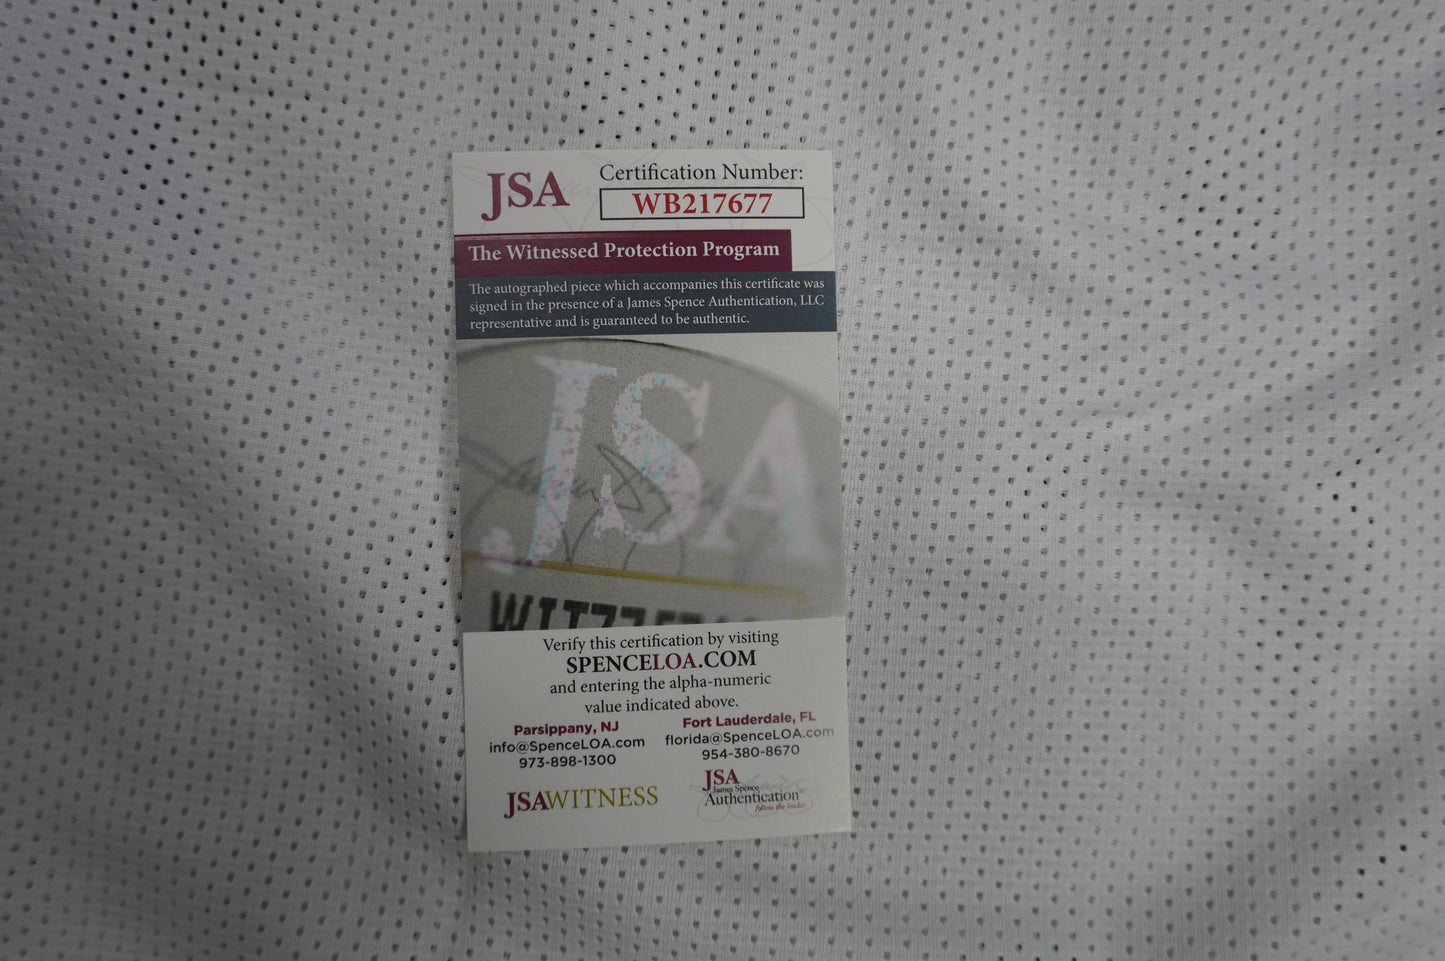 JSA
Certification Number:
WB217677
The Witnessed Protection Program
The autographed piece which accompanies this certificate was
signed in the presence of a James Spence Authentication, LLC
representative and is guaranteed to be authentic.
JSA
Verify this certification by visiting
SPENCELOA.COM
and entering the alpha-numeric
value indicated above.
Parsippany, NJ
info@SpenceLOA.com
973-898-1300
Fort Lauderdale, FL
florida@SpenceLOA.com
954-380-8670
JSAWITNESS
JSA
James Spence
Authentication
follow the leader